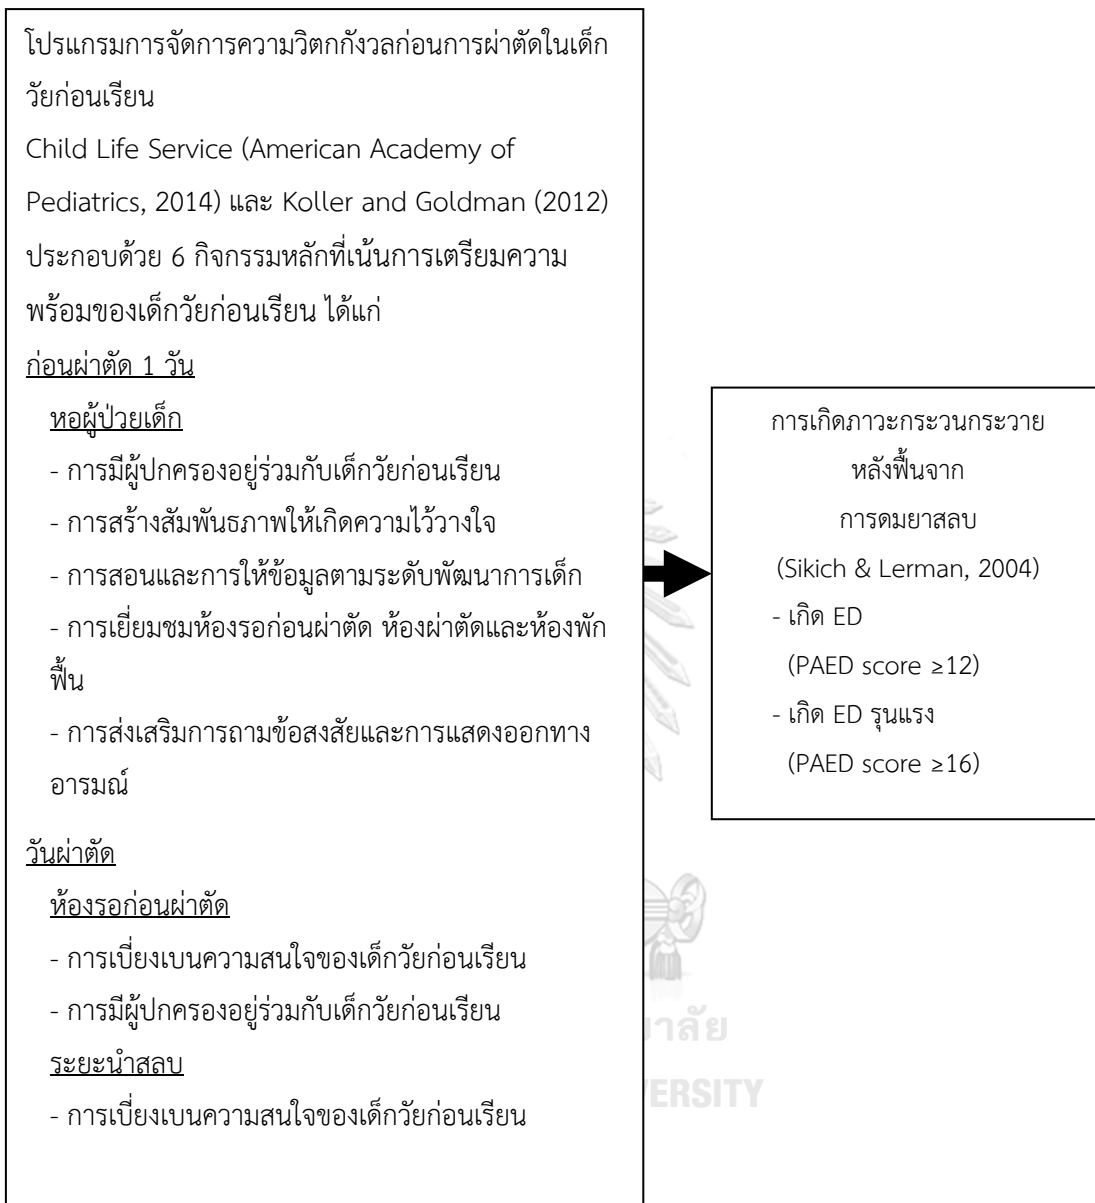 โปรแกรมการจัดการความวิตกกังวลก่อนการผ่าตัดในเด็ก
วัยก่อนเรียน
Child Life Service (American Academy of
Pediatrics, 2014) และ Koller and Goldman (2012)
ประกอบด้วย 6 กิจกรรมหลักที่เน้นการเตรียมความ
พร้อมของเด็กวัยก่อนเรียน ได้แก่
ก่อนผ่าตัด 1 วัน
หอผู้ป่วยเด็ก
- การมีผู้ปกครองอยู่ร่วมกับเด็กวัยก่อนเรียน
- การสร้างสัมพันธภาพให้เกิดความไว้วางใจ
- การสอนและการให้ข้อมูลตามระดับพัฒนาการเด็ก
- การเยี่ยมชมห้องรอก่อนผ่าตัด ห้องผ่าตัดและห้องพัก
ฟื้น
- การส่งเสริมการถามข้อสงสัยและการแสดงออกทาง
อารมณ์
วันผ่าตัด
ห้องรอก่อนผ่าตัด
- การเบี่ยงเบนความสนใจของเด็กวัยก่อนเรียน
- การมีผู้ปกครองอยู่ร่วมกับเด็กวัยก่อนเรียน
ระยะนำสลบ
- การเบี่ยงเบนความสนใจของเด็กวัยก่อนเรียน
การเกิดภาวะกระวนกระวาย
หลังฟื้นจาก
การดมยาสลบ
(Sikich & Lerman, 2004)
- เกิด ED
(PAED score ≥12)
- เกิด ED รุนแรง
(PAED score ≥16)
าลัย
ERSITY